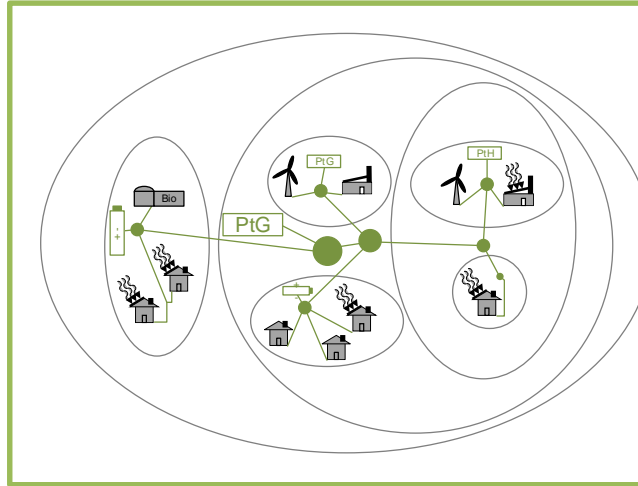 PtG
PtH
Bio
- +
PtG
+ -